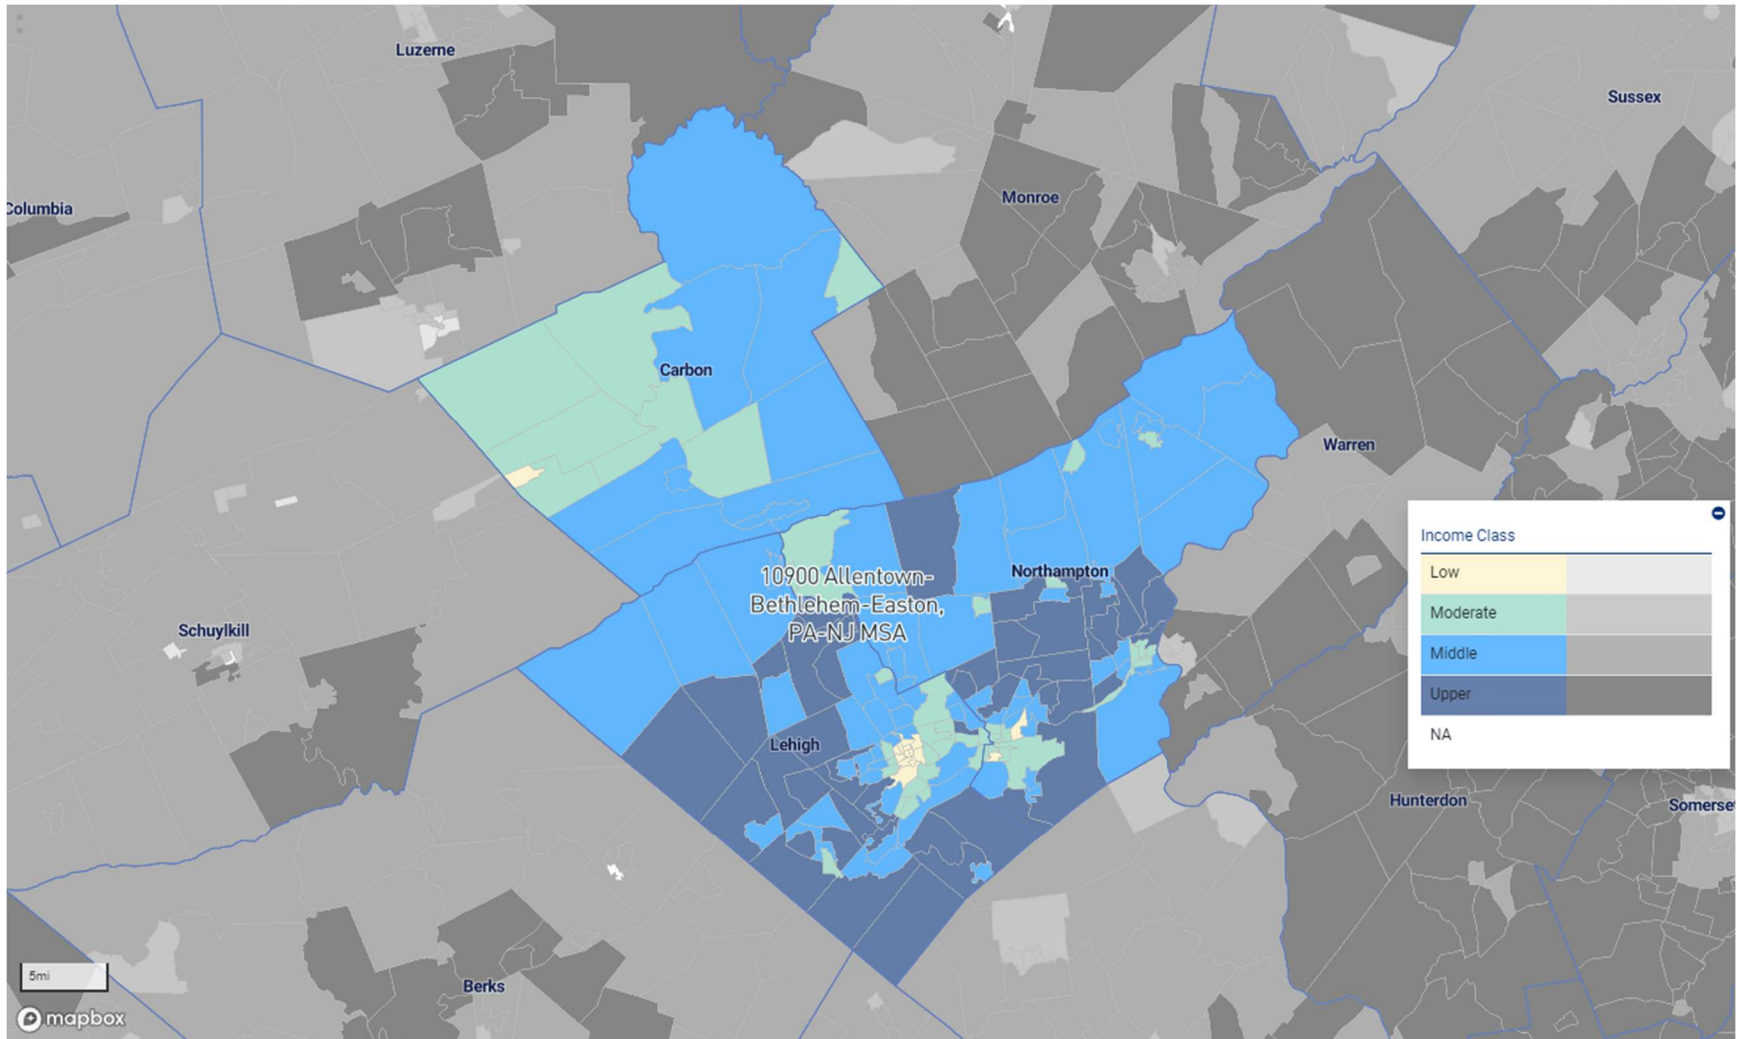 Luzerne
Sussex
Monroe
Columbia
Carbon
Warren
Income Class
Low
Moderate
Middle
Upper
NA
Northampton
10900 Allentown-
Bethlehem-Easton,
PA-NJ MSA
Schuylkill
Lehigh
Hunterdon
Somerse
5mi
Berks
mapbox